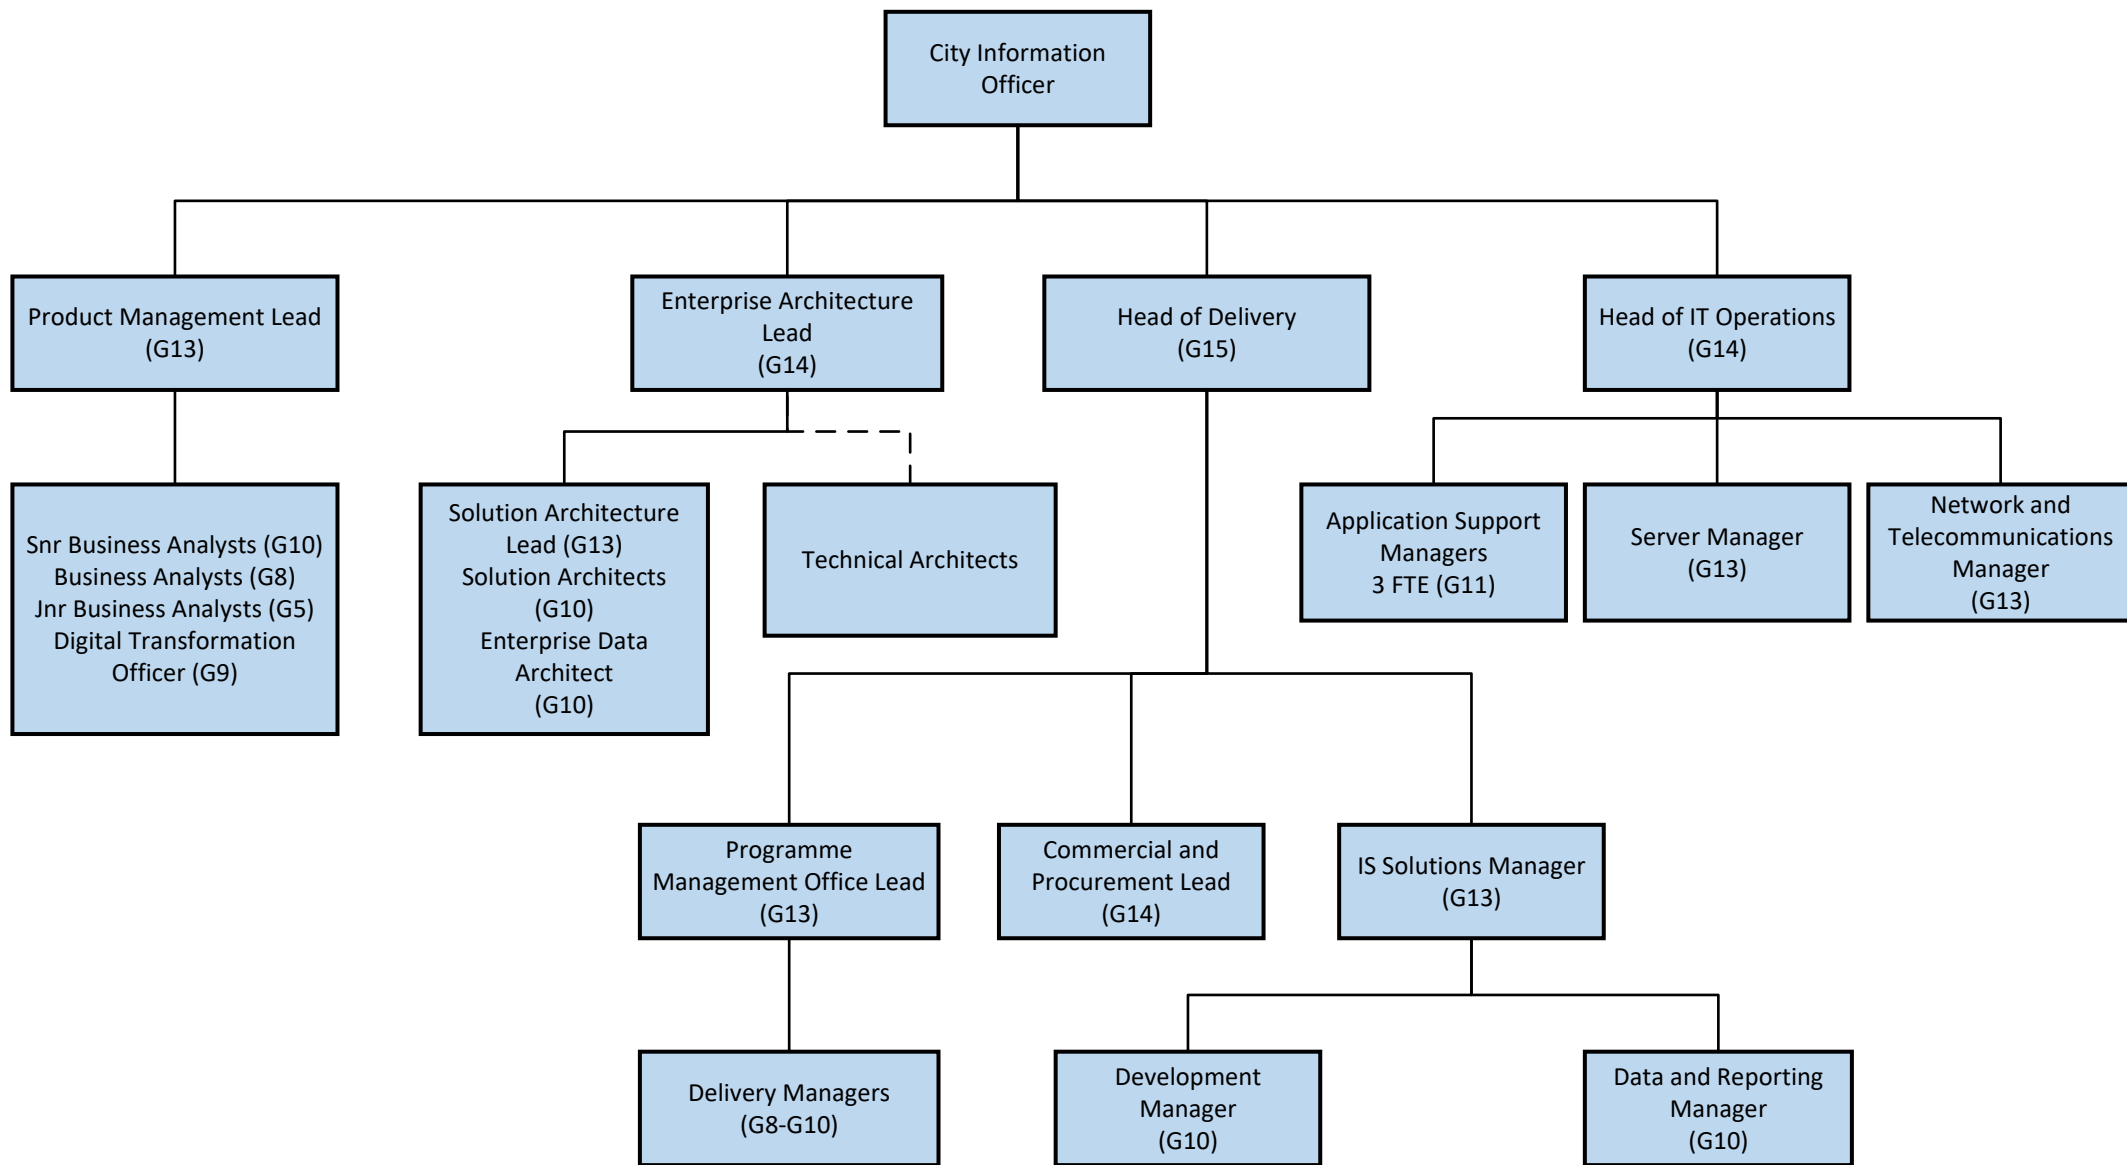 City Information
Officer
Product Management Lead
(G13)
Enterprise Architecture
Lead
(G14)
Head of Delivery
(G15)
Head of IT Operations
(G14)
Snr Business Analysts (G10)
Business Analysts (G8)
Jnr Business Analysts (G5)
Digital Transformation
Officer (G9)
Solution Architecture
Lead (G13)
Solution Architects
(G10)
Enterprise Data
Architect
(G10)
Technical Architects
Application Support
Managers
3 FTE (G11)
Server Manager
(G13)
Network and
Telecommunications
Manager
(G13)
Programme
Management Office Lead
(G13)
Commercial and
Procurement Lead
(G14)
IS Solutions Manager
(G13)
Delivery Managers
(G8-G10)
Development
Manager
(G10)
Data and Reporting
Manager
(G10)